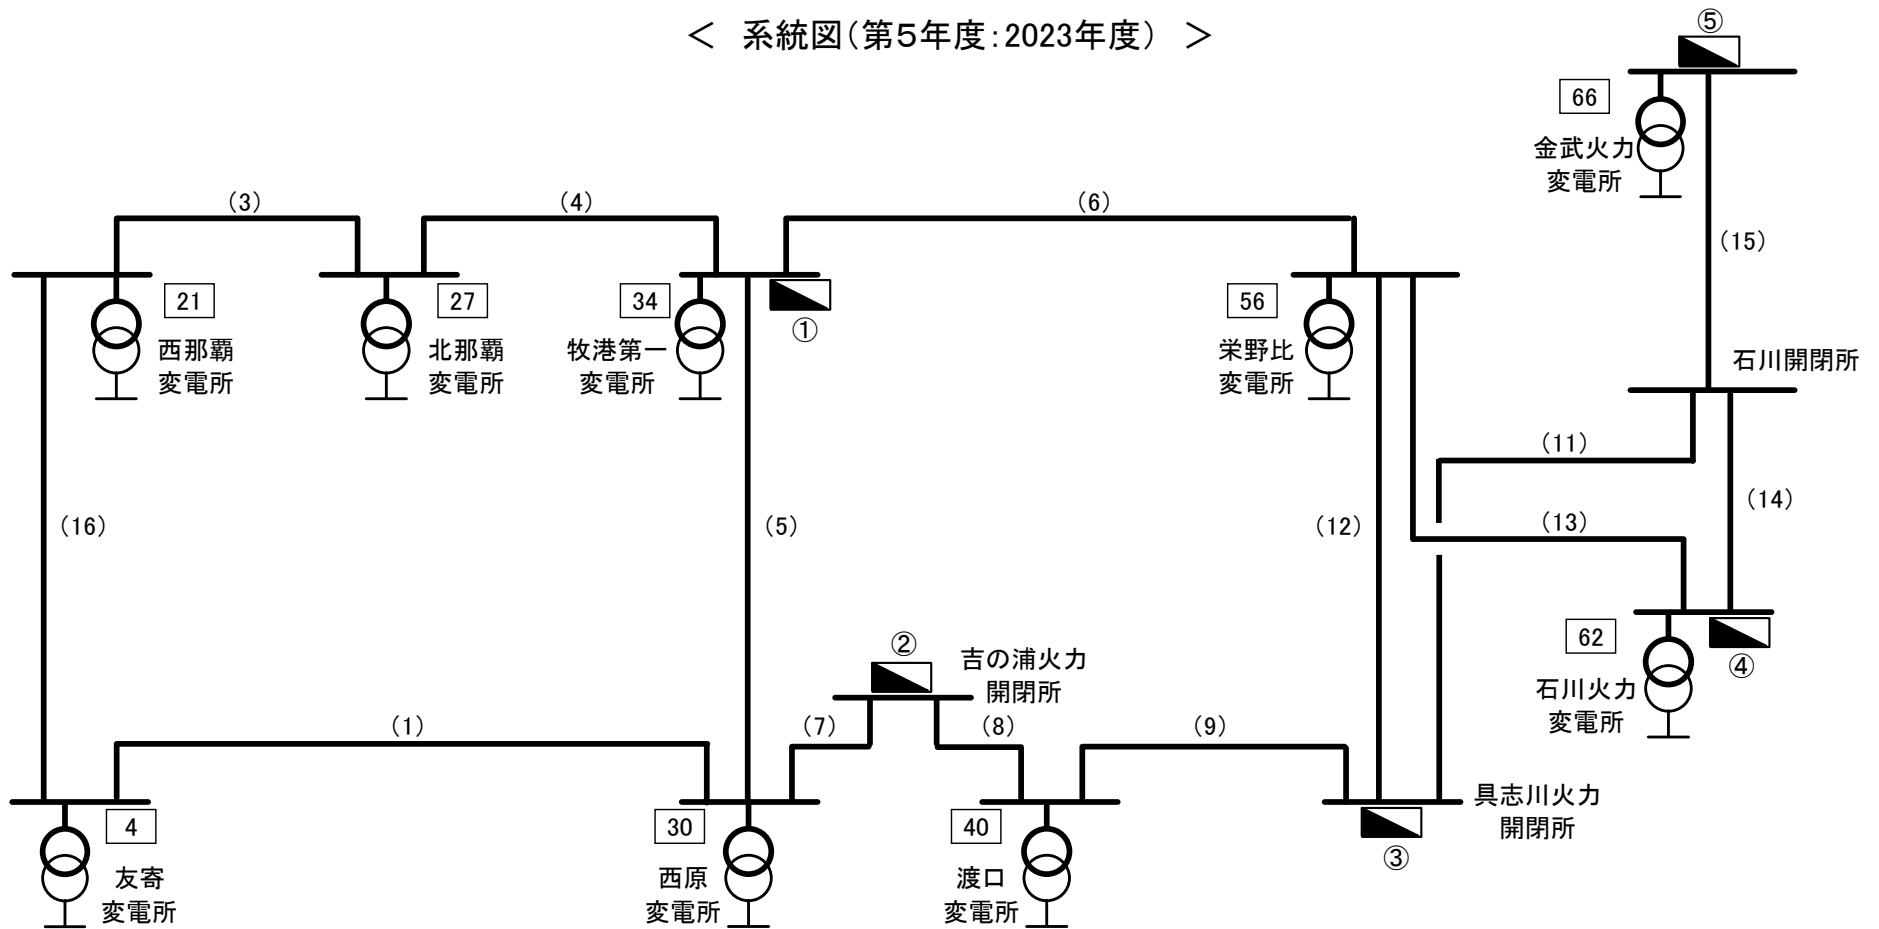 ＜ 系統図（第５年度：2023年度） ＞
⑤
66
金武火力
変電所
（3）
（4）
（6）
（15）
21
西那覇
変電所
27
北那覇
変電所
34
牧港第一
変電所
①
56
栄野比
変電所
石川開閉所
（11）
（14）
（16）
（5）
（12）
（13）
②
吉の浦火力
開閉所
62
石川火力
変電所
④
（1）
（7）
（8）
（9）
4
友寄
変電所
30
西原
変電所
40
渡口
変電所
具志川火力
開閉所
③